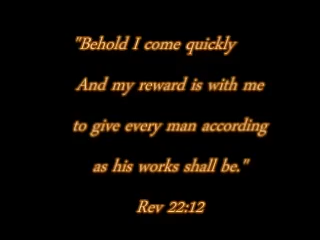 "Behold I come quickly
And my reward is with me
to give every man according
as his works shall be."
Rev 22:12